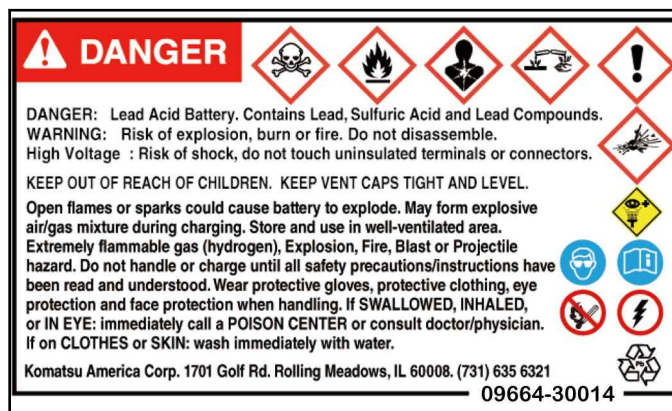 DANGER
DANGER: Lead Acid Battery. Contains Lead, Sulfuric Acid and Lead Compounds.
WARNING: Risk of explosion, burn or fire. Do not disassemble.
High Voltage : Risk of shock, do not touch uninsulated terminals or connectors.
KEEP OUT OF REACH OF CHILDREN. KEEP VENT CAPS TIGHT AND LEVEL.
Open flames or sparks could cause battery to explode. May form explosive
air/gas mixture during charging. Store and use in well-ventilated area.
Extremely flammable gas (hydrogen), Explosion, Fire, Blast or Projectile
hazard. Do not handle or charge until all safety precautions/instructions have
been read and understood. Wear protective gloves, protective clothing, eye
protection and face protection when handling. If SWALLOWED, INHALED,
or IN EYE: immediately call a POISON CENTER or consult doctor/physician.
If on CLOTHES or SKIN: wash immediately with water.
Pb
Komatsu America Corp. 1701 Golf Rd. Rolling Meadows, IL 60008. (731) 635 6321
09664-30014